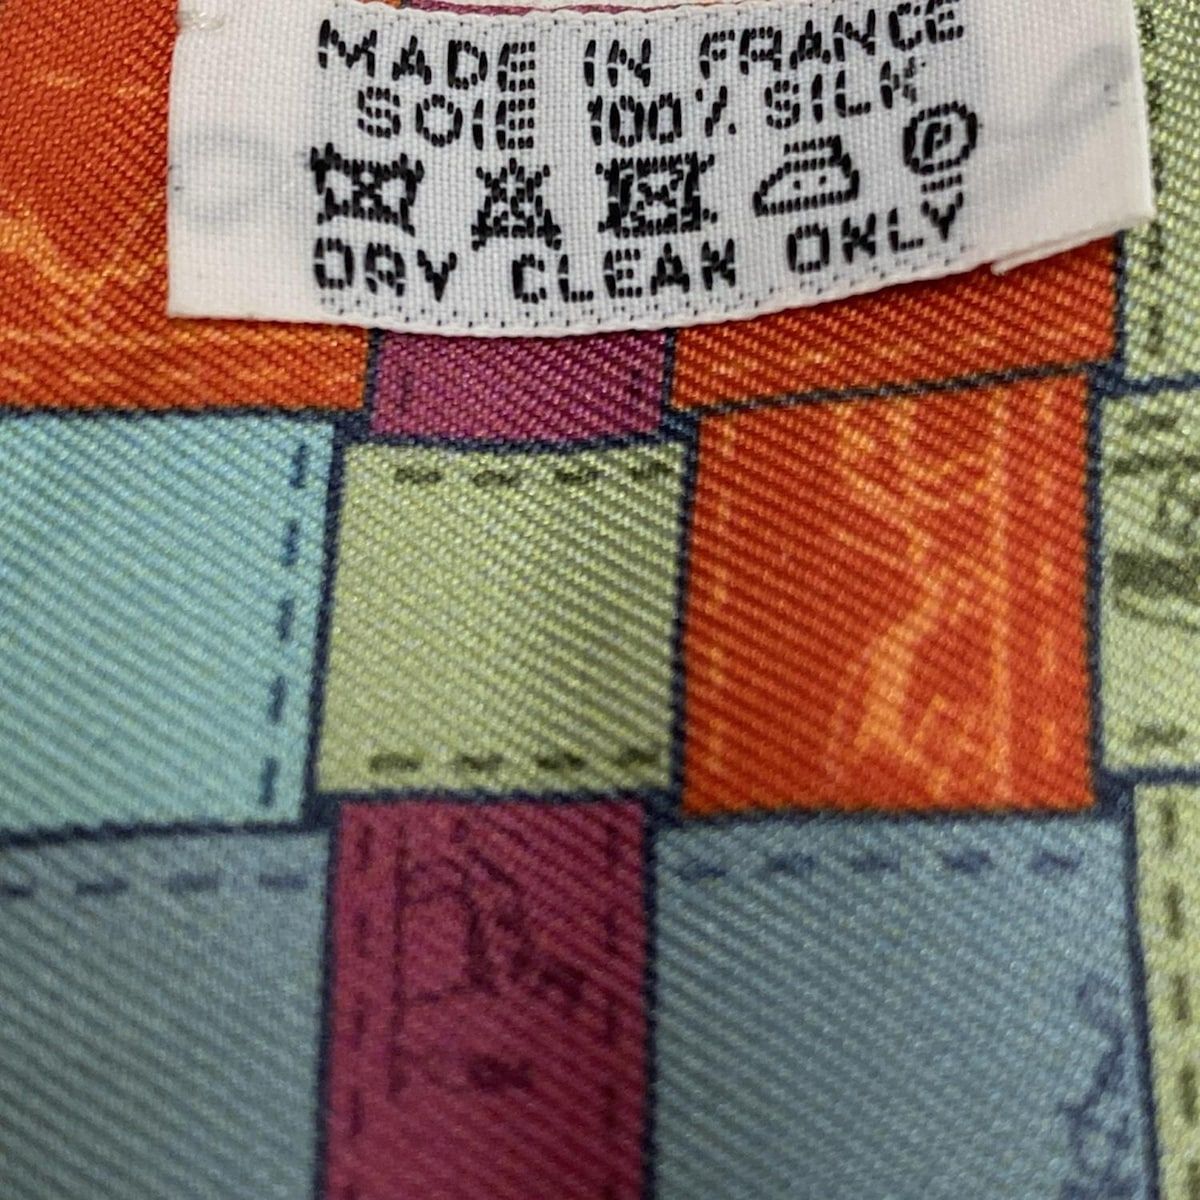 MADE IN FRANCE
SOIE 100% SILK
P
DRY CLEAN ONLY